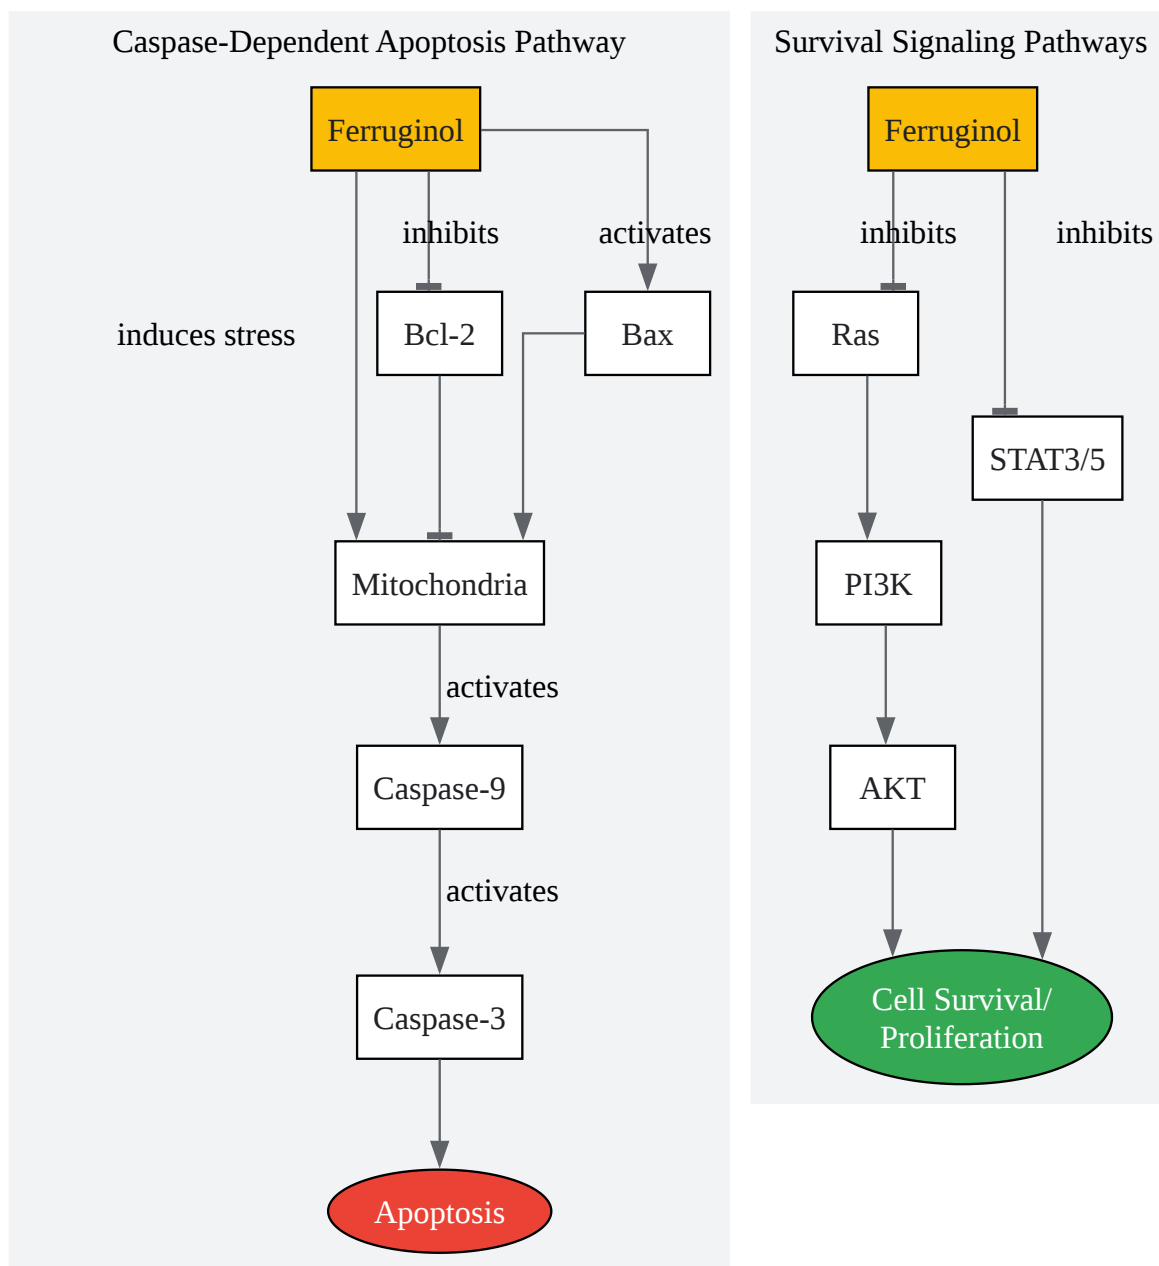 Caspase-Dependent Apoptosis Pathway
Ferruginol
inhibits
activates
induces stress
Bcl-2
Bax
Mitochondria
activates
Caspase-9
activates
Caspase-3
Apoptosis
Survival Signaling Pathways
Ferruginol
inhibits
inhibits
Ras
STAT3/5
PI3K
AKT
Cell Survival/
Proliferation